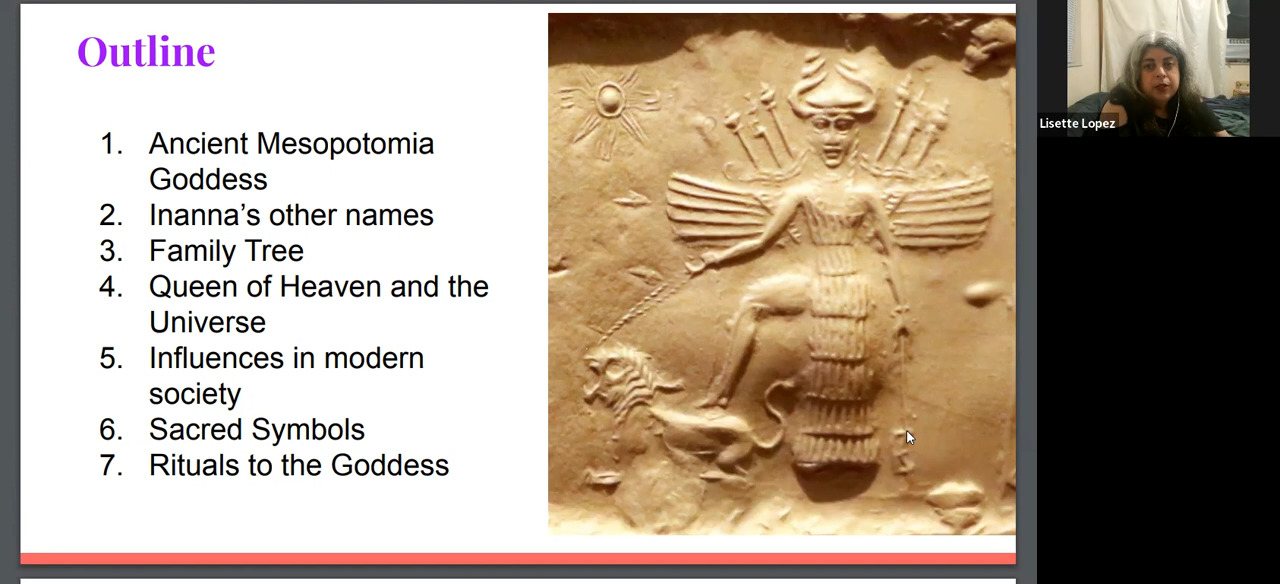 Outline
1. Ancient Mesopotomia
Goddess
2. Inanna's other names
3. Family Tree
4. Queen of Heaven and the
Universe
5. Influences in modern
society
6. Sacred Symbols
7. Rituals to the Goddess
Lisette Lopez